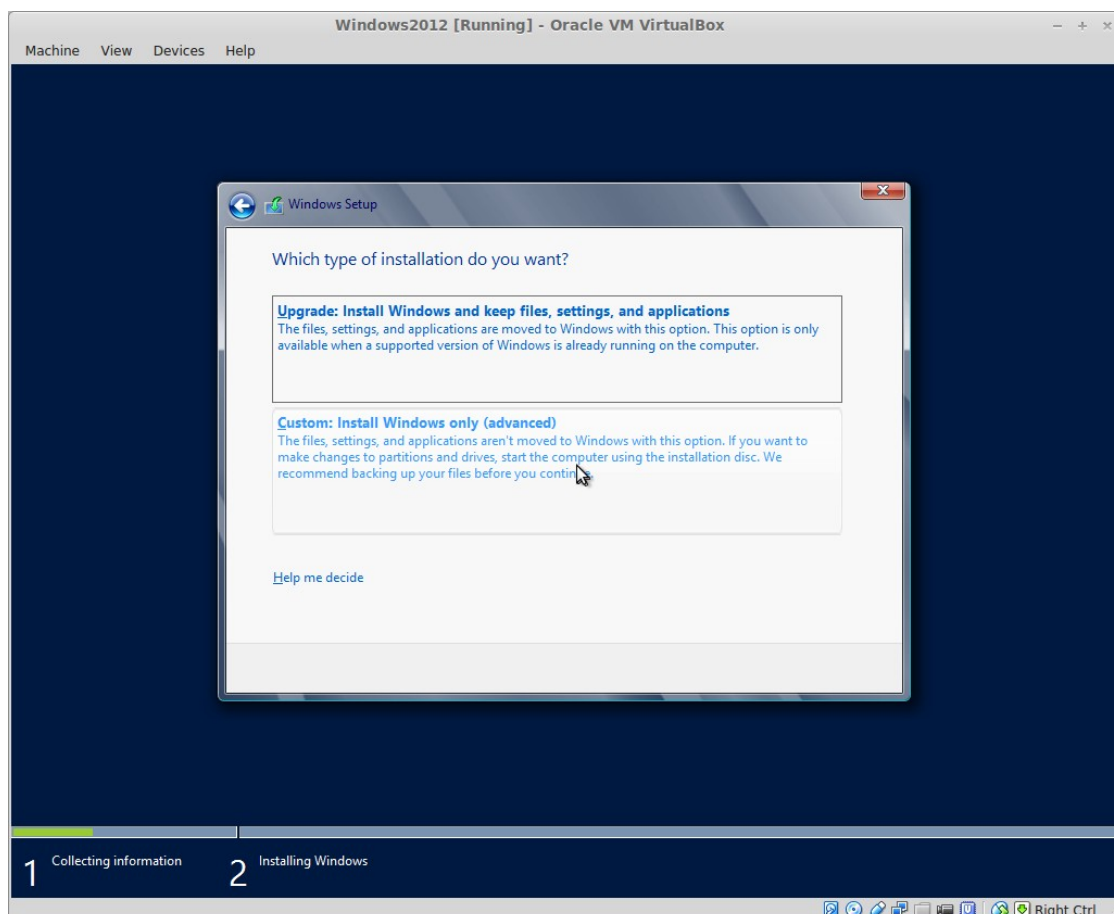 Windows2012 [Running] - Oracle VM VirtualBox
Machine View Devices Help
Windows Setup
Which type of installation do you want?
Upgrade: Install Windows and keep files, settings, and applications
The files, settings, and applications are moved to Windows with this option. This option is only
available when a supported version of Windows is already running on the computer.
Custom: Install Windows only (advanced)
The files, settings, and applications aren't moved to Windows with this option. If you want to
make changes to partitions and drives, start the computer using the installation disc. We
recommend backing up your files before you continue.
Help me decide
1 Collecting information 2 Installing Windows
Right Ctrl